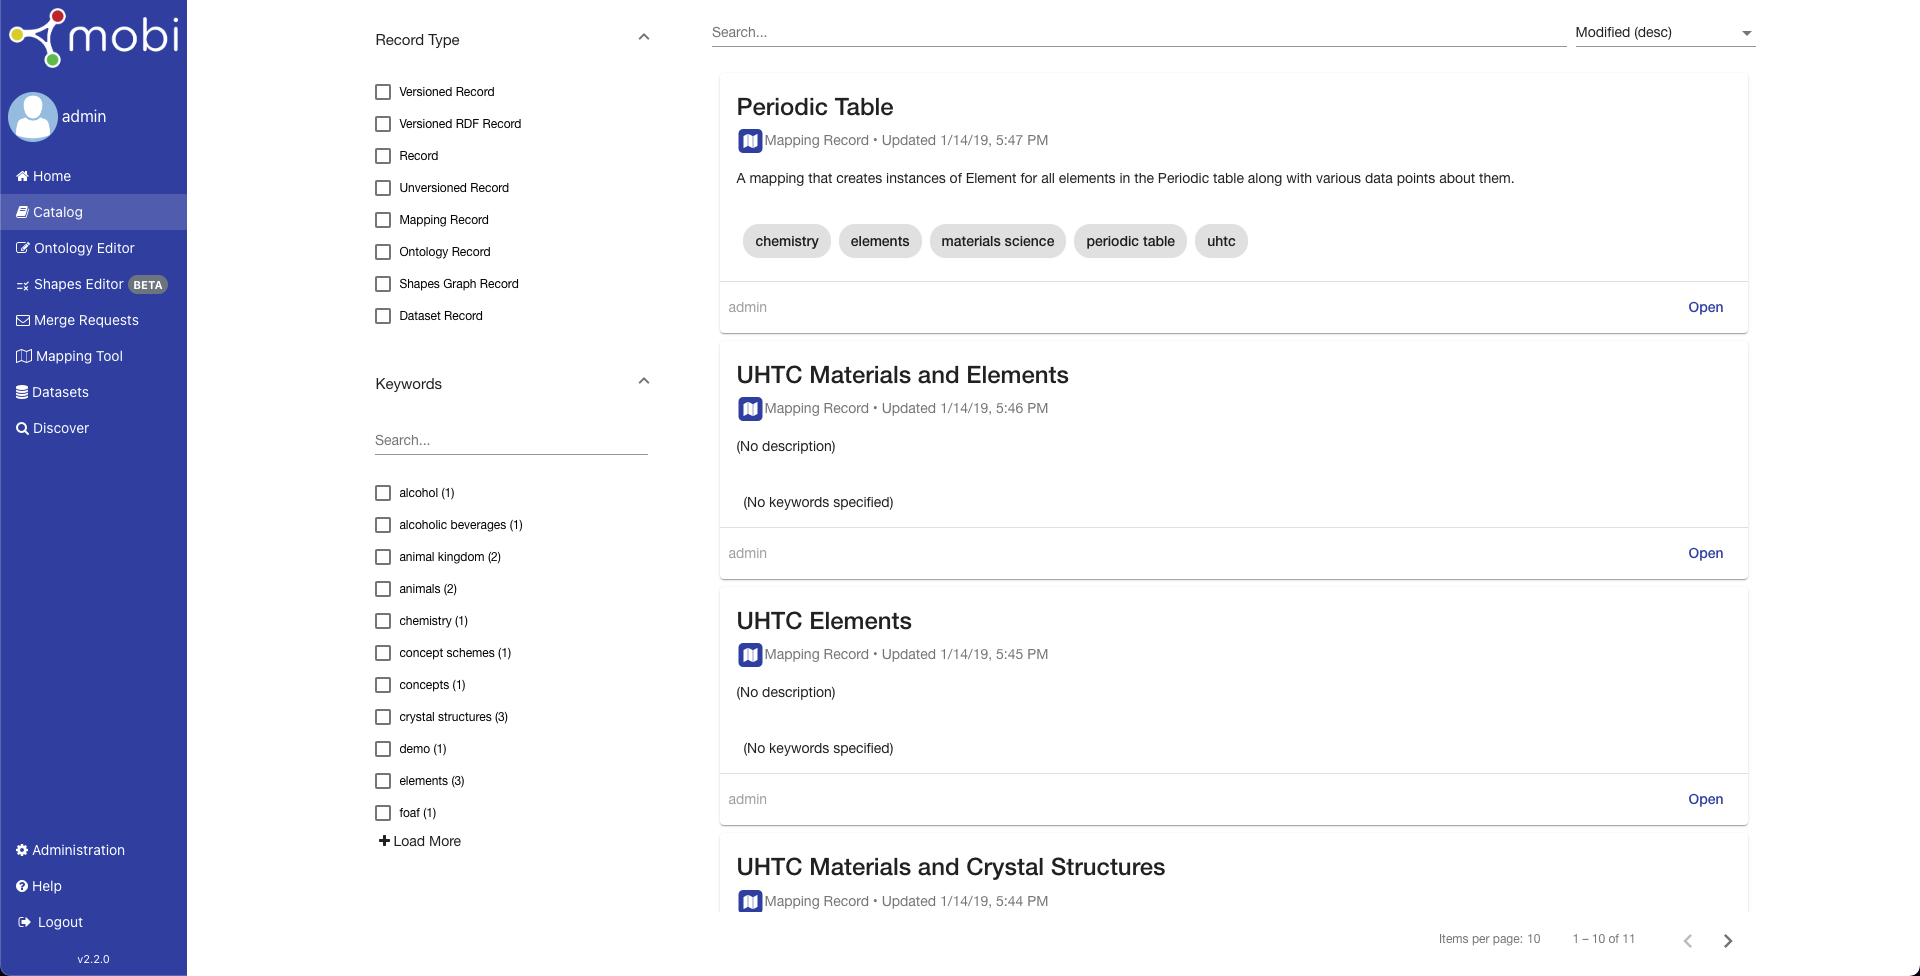 mobi
admin
Home
Catalog
Ontology Editor
Shapes Editor BETA
Merge Requests
Mapping Tool
Datasets
Discover
Administration
Help
Logout
v2.2.0
Record Type
Versioned Record
Versioned RDF Record
Record
Unversioned Record
Mapping Record
Ontology Record
Shapes Graph Record
Dataset Record
Keywords
Search...
alcohol (1)
alcoholic beverages (1)
animal kingdom (2)
animals (2)
chemistry (1)
concept schemes (1)
concepts (1)
crystal structures (3)
demo (1)
elements (3)
foaf (1)
Load More
Search...
Modified (desc)
Periodic Table
Mapping Record • Updated 1/14/19, 5:47 PM
A mapping that creates instances of Element for all elements in the Periodic table along with various data points about them.
chemistry elements materials science periodic table uhtc
admin Open
UHTC Materials and Elements
Mapping Record • Updated 1/14/19, 5:46 PM
(No description)
(No keywords specified)
admin Open
UHTC Elements
Mapping Record • Updated 1/14/19, 5:45 PM
(No description)
(No keywords specified)
admin Open
UHTC Materials and Crystal Structures
Mapping Record • Updated 1/14/19, 5:44 PM
Items per page: 10 1 – 10 of 11